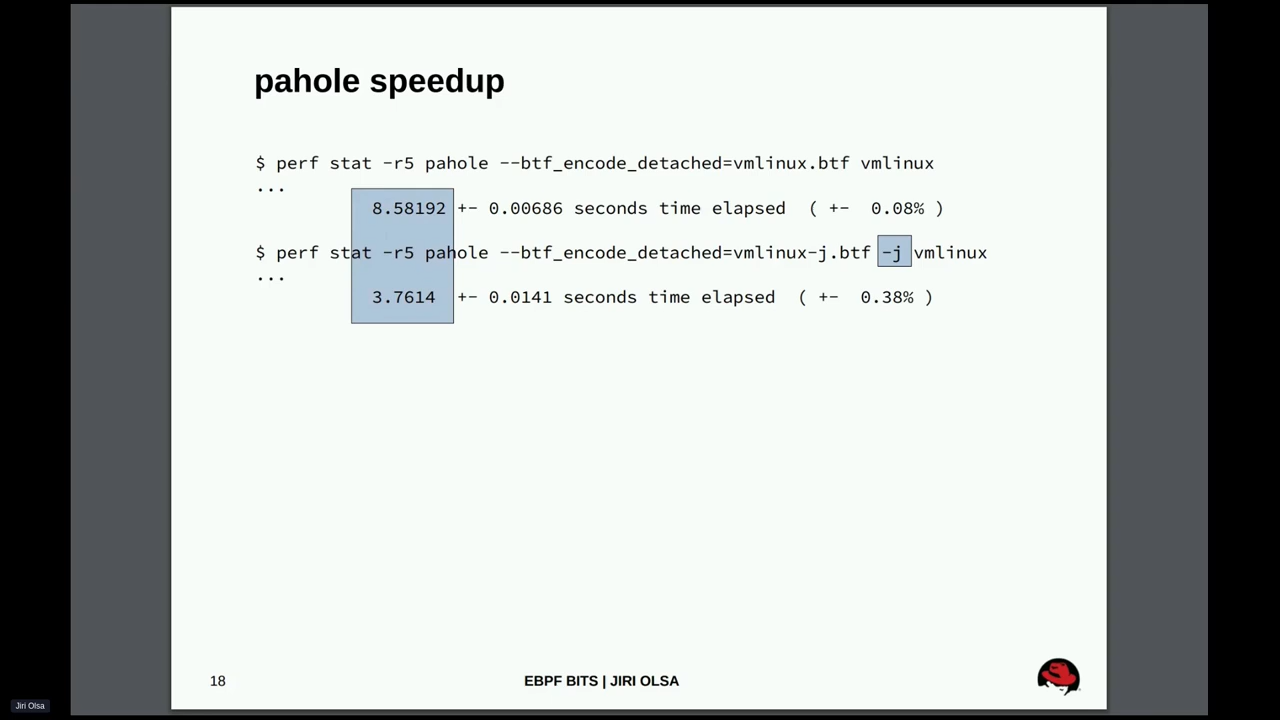 pahole speedup
$ perf stat -r5 pahole --btf_encode_detached=vmlinux.btf vmlinux
...
8.58192 +- 0.00686 seconds time elapsed ( +- 0.08% )
$ perf stat -r5 pahole --btf_encode_detached=vmlinux-j.btf -j vmlinux
...
3.7614 +- 0.0141 seconds time elapsed ( +- 0.38% )
18
EBPF BITS | JIRI OLSA
Jiri Olsa